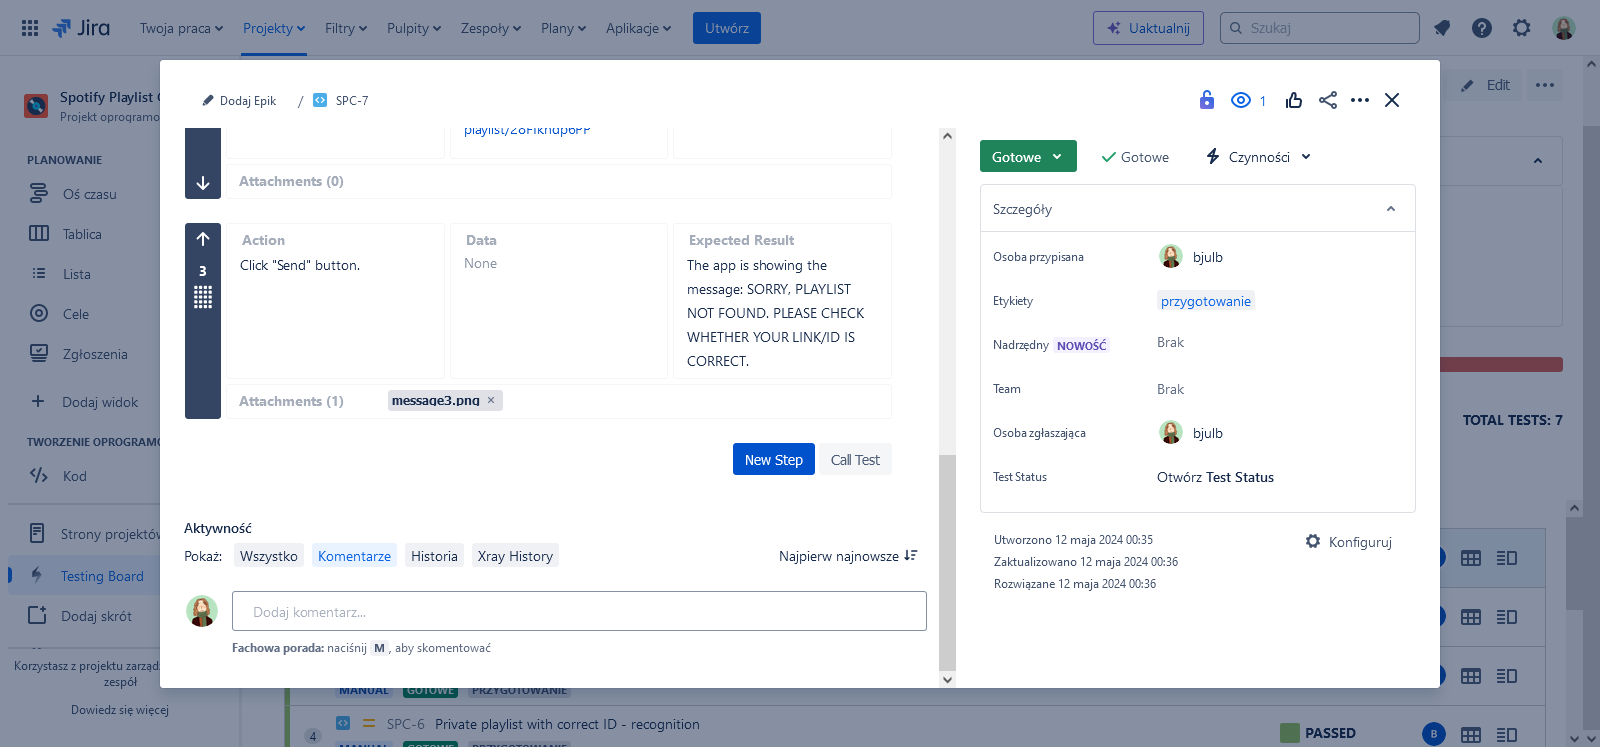 Jira
Twoja praca
Projekty
Filtry
Pulpity
Zespoły
Plany
Aplikacje
Utwórz
Uaktualnij
Szukaj
Spotify Playlist
Projekt oprogramo
PLANOWANIE
Oś czasu
Tablica
Lista
Cele
Zgłoszenia
Dodaj widok
TWORZENIE OPROGRAMO
Kod
Strony projektów
Testing Board
Dodaj skrót
Korzystasz z projektu zarząd
zespół
Dowiedz się więcej
Dodaj Epik / SPC-7
1
playlist/28FIkhdp6PP
Attachments (0)
3
Action
Click "Send" button.
Data
None
Expected Result
The app is showing the
message: SORRY, PLAYLIST
NOT FOUND. PLEASE CHECK
WHETHER YOUR LINK/ID IS
CORRECT.
Attachments (1) message3.png ×
New Step
Call Test
Aktywność
Pokaż: Wszystko Komentarze Historia Xray History
Najpierw najnowsze
Dodaj komentarz...
Fachowa porada: naciśnij M , aby skomentować
Gotowe
Gotowe
Czynności
Szczegóły
Osoba przypisana bjulb
Etykiety przygotowanie
Nadrzędny NOWOŚĆ Brak
Team Brak
Osoba zgłaszająca bjulb
Test Status Otwórz Test Status
Utworzono 12 maja 2024 00:35
Zaktualizowano 12 maja 2024 00:36
Rozwiązane 12 maja 2024 00:36
Konfiguruj
Edit
TOTAL TESTS: 7
MANUAL GOTOWE PRZYGOTOWANIE
4 SPC-6 Private playlist with correct ID - recognition
PASSED
B
MANUAL GOTOWE PRZYGOTOWANIE